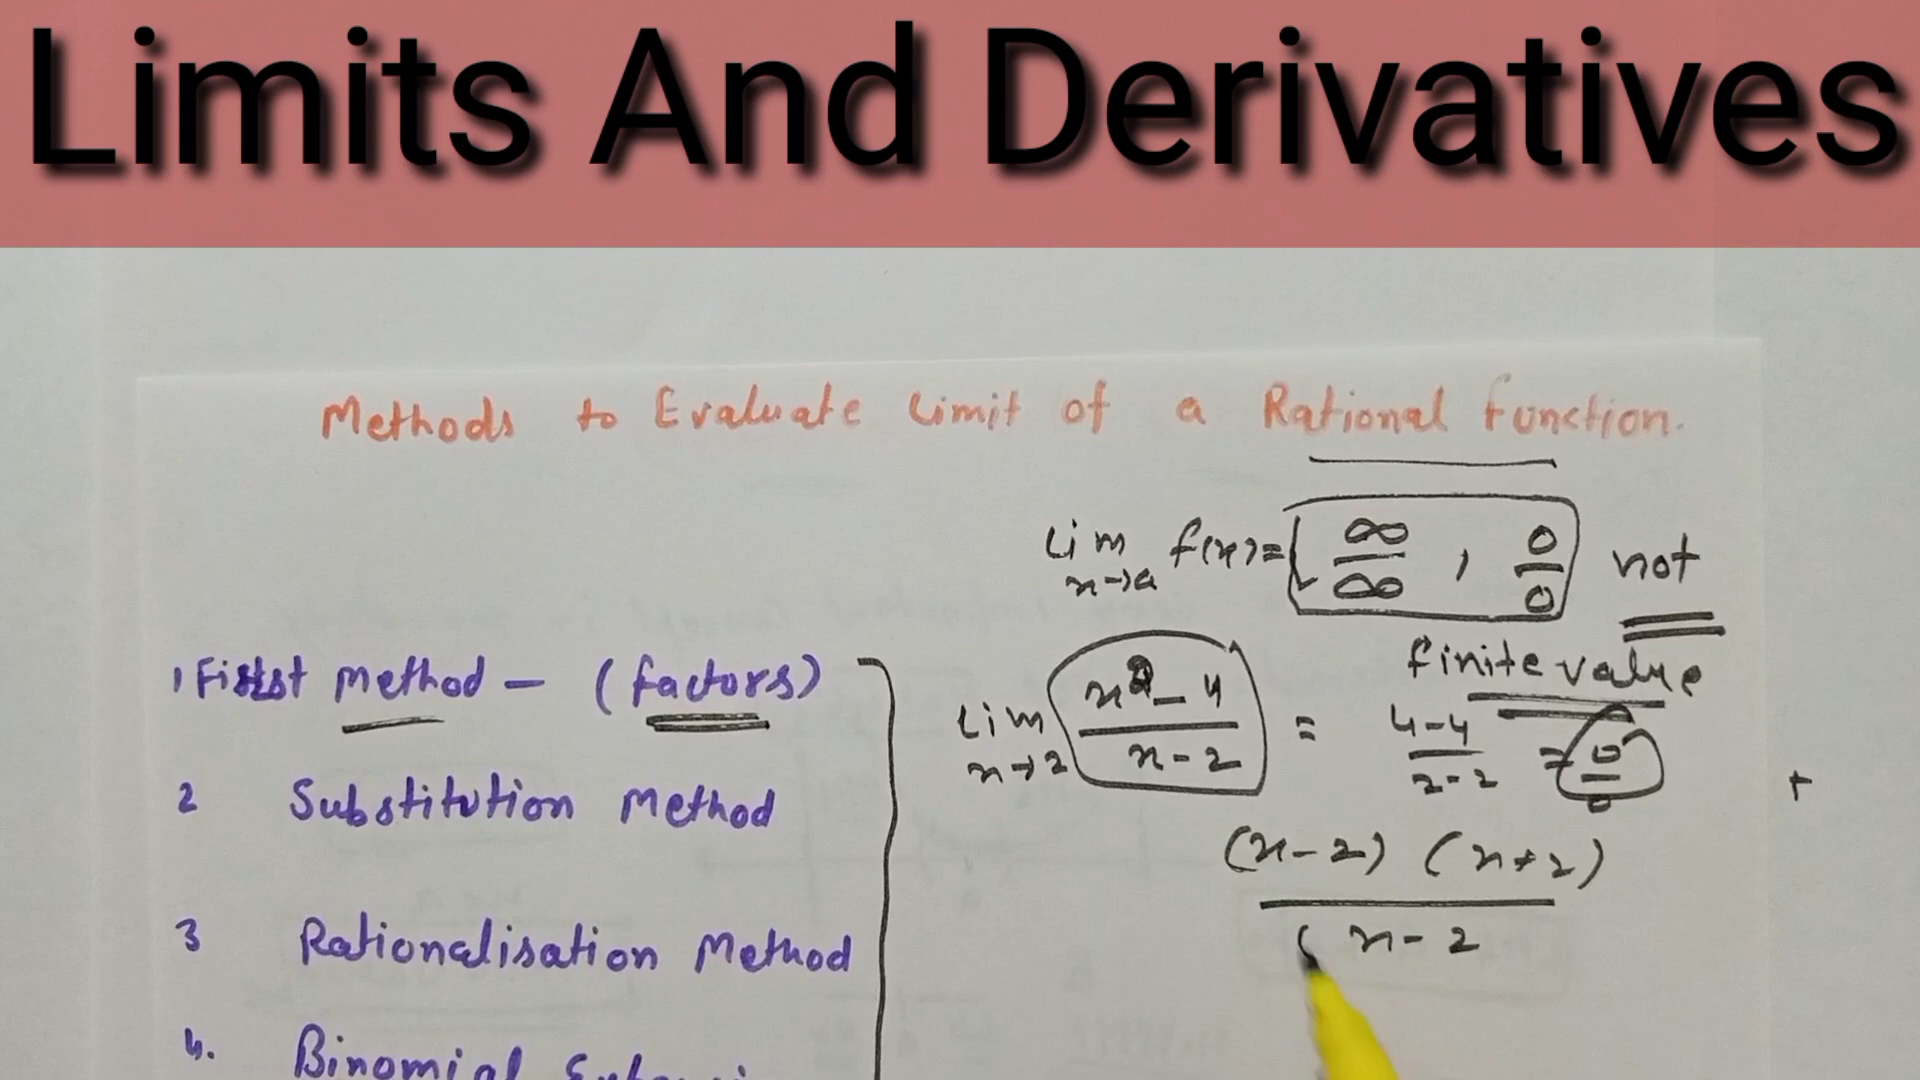 Limits And Derivatives
Methods to Evaluate Limit of a Rational Function.
Lim x→a f(x) = ∞/∞ , 0/0 not
finite value
1 First Method - (factors)
Lim x→2 x²-4/x-2 = 4-4/2-2 = 0/0
+
2 Substitution Method
(x-2) (x+2)
(x-2
3 Rationalisation Method
4. Binomial